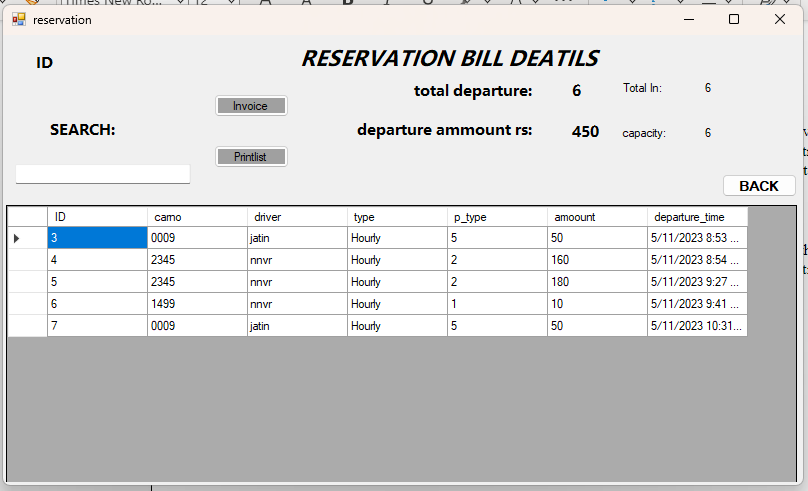 Times New Ro... 12
reservation
ID
RESERVATION BILL DEATILS
total departure: 6 Total In: 6
Invoice
SEARCH:
departure ammount rs: 450 capacity: 6
Printlist
BACK
ID carno driver type p_type amoount departure_time
3 0009 jatin Hourly 5 50 5/11/2023 8:53 ...
4 2345 nnvr Hourly 2 160 5/11/2023 8:54 ...
5 2345 nnvr Hourly 2 180 5/11/2023 9:27 ...
6 1499 nnvr Hourly 1 10 5/11/2023 9:41 ...
7 0009 jatin Hourly 5 50 5/11/2023 10:31...